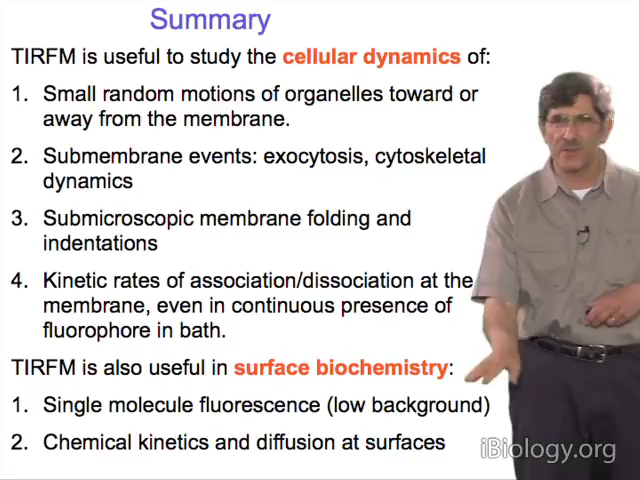 Summary
TIRFM is useful to study the cellular dynamics of:
1. Small random motions of organelles toward or
away from the membrane.
2. Submembrane events: exocytosis, cytoskeletal
dynamics
3. Submicroscopic membrane folding and
indentations
4. Kinetic rates of association/dissociation at the
membrane, even in continuous presence of
fluorophore in bath.
TIRFM is also useful in surface biochemistry:
1. Single molecule fluorescence (low background)
2. Chemical kinetics and diffusion at surfaces
iBiology.org